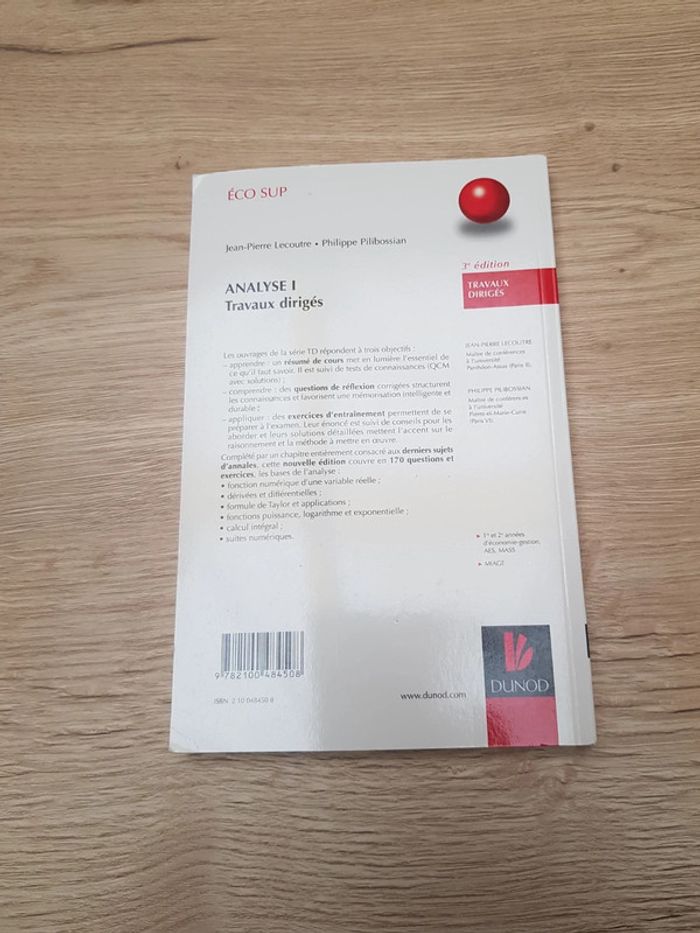 ÉCO SUP
Jean-Pierre Lecoutre • Philippe Pilibossian
3e édition
ANALYSE I
Travaux dirigés
TRAVAUX
DIRIGÉS
Les ouvrages de la série TD répondent à trois objectifs :
– apprendre : un résumé de cours met en lumière l'essentiel de
ce qu'il faut savoir. Il est suivi de tests de connaissances (QCM
avec solutions) ;
– comprendre : des questions de réflexion corrigées structurent
les connaissances et favorisent une mémorisation intelligente et
durable ;
– appliquer : des exercices d'entraînement permettent de se
préparer à l'examen. Leur énoncé est suivi de conseils pour les
aborder et leurs solutions détaillées mettent l'accent sur le
raisonnement et la méthode à mettre en œuvre.
Complété par un chapitre entièrement consacré aux derniers sujets
d'annales, cette nouvelle édition couvre en 170 questions et
exercices, les bases de l'analyse :
• fonction numérique d'une variable réelle ;
• dérivées et différentielles ;
• formule de Taylor et applications ;
• fonctions puissance, logarithme et exponentielle ;
• calcul intégral ;
• suites numériques.
JEAN-PIERRE LECOUTRE
Maître de conférences
à l'université
Panthéon-Assas (Paris II).
PHILIPPE PILIBOSSIAN
Maître de conférences
à l'université
Pierre-et-Marie-Curie
(Paris VI).
1re et 2e années
d'économie-gestion,
AES, MASS
MIAGE
9 782100 484508
ISBN 2 10 048450 8
www.dunod.com
DUNOD